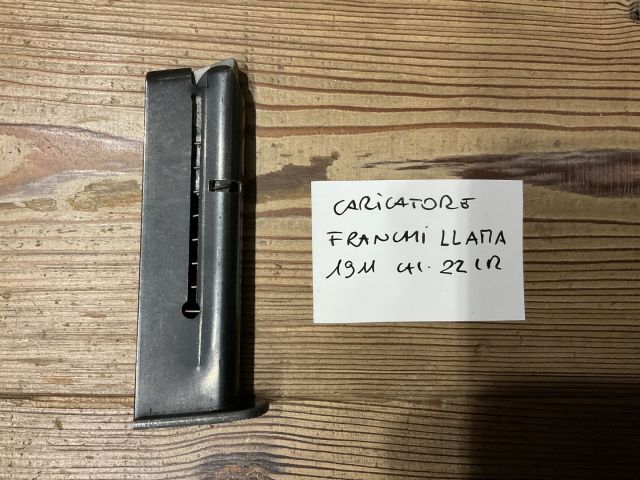 CARICATORE
FRANCHI LLAMA
1911 CAL. 22 LR